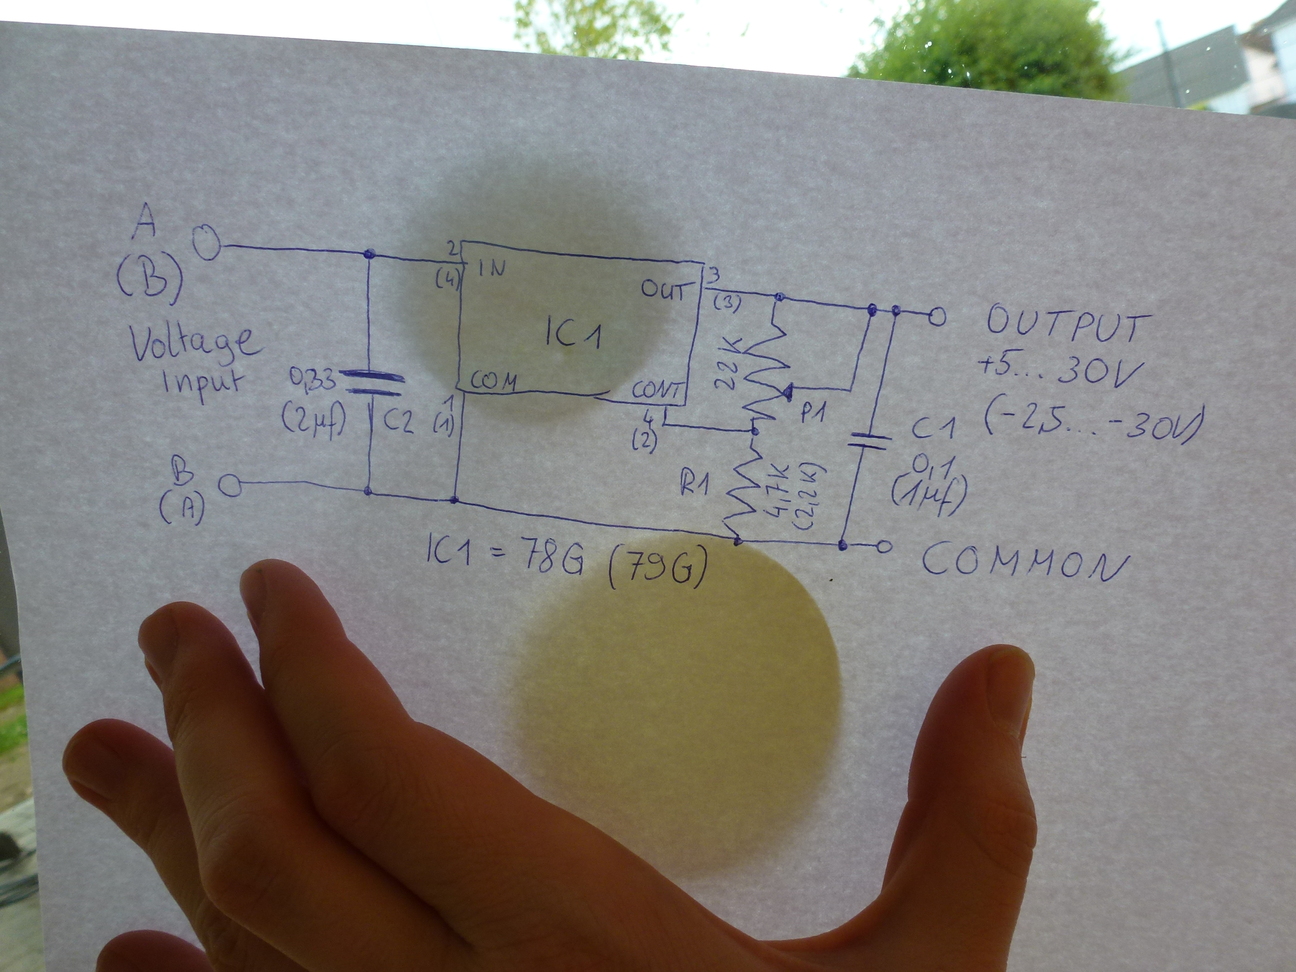 A
(B)
Voltage
Input
B
(A)
0,33
(2µf)
C2
2
(4)
IN
COM
1
(1)
IC1
OUT
CONT
3
(3)
4
(2)
22K
P1
R1
4,7K
(2,2K)
C1
0,1
(1µf)
OUTPUT
+5...30V
(-2,5...-30V)
COMMON
IC1 = 78G (79G)